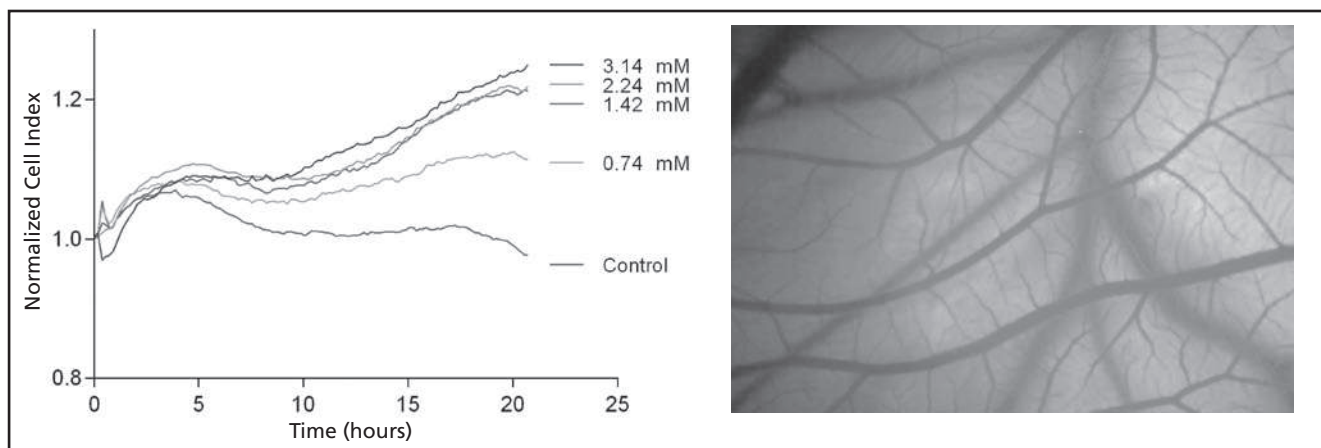 Normalized Cell Index
1.2
1.0
0.8
0
5
10
15
20
25
Time (hours)
3.14 mM
2.24 mM
1.42 mM
0.74 mM
Control